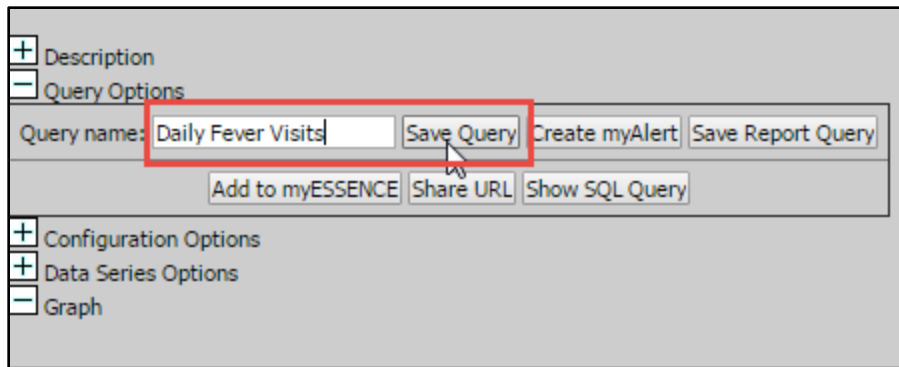 Description
Query Options
Query name: Daily Fever Visits Save Query Create myAlert Save Report Query
Add to myESSENCE Share URL Show SQL Query
Configuration Options
Data Series Options
Graph